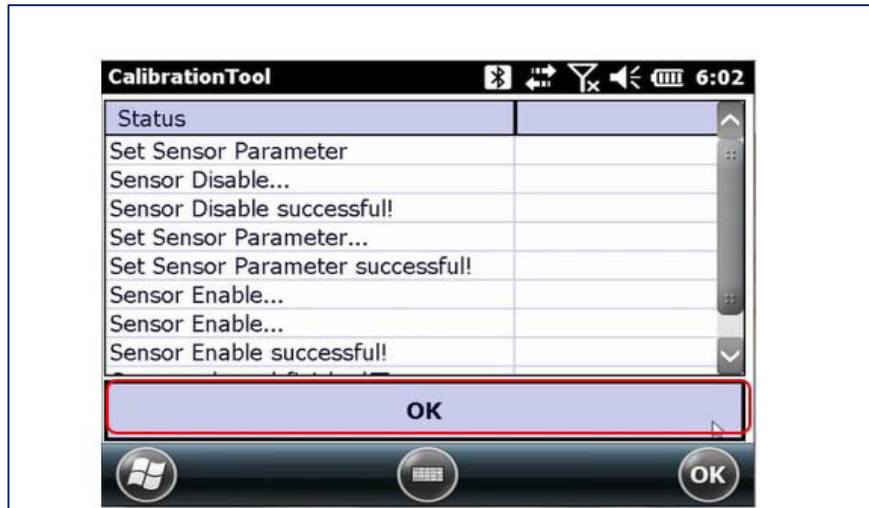 CalibrationTool 6:02
Status
Set Sensor Parameter
Sensor Disable...
Sensor Disable successful!
Set Sensor Parameter...
Set Sensor Parameter successful!
Sensor Enable...
Sensor Enable...
Sensor Enable successful!
OK
OK